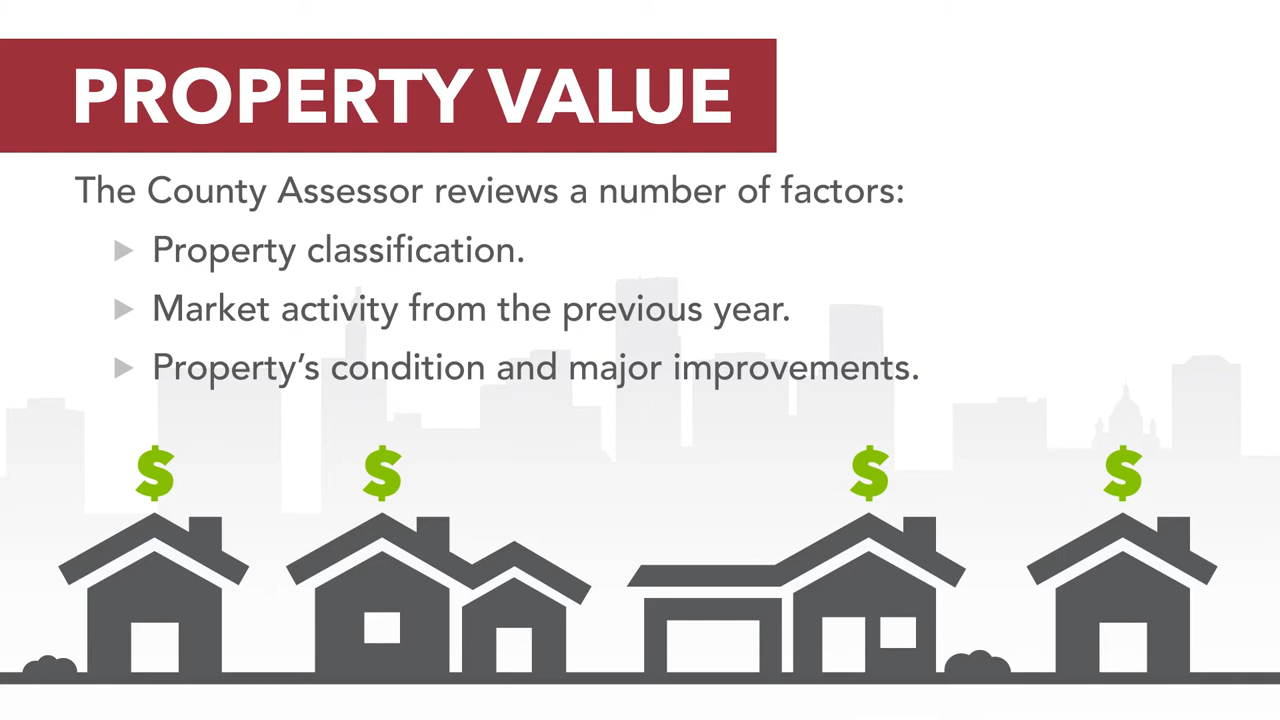 PROPERTY VALUE
The County Assessor reviews a number of factors:
Property classification.
Market activity from the previous year.
Property’s condition and major improvements.
$ $ $ $